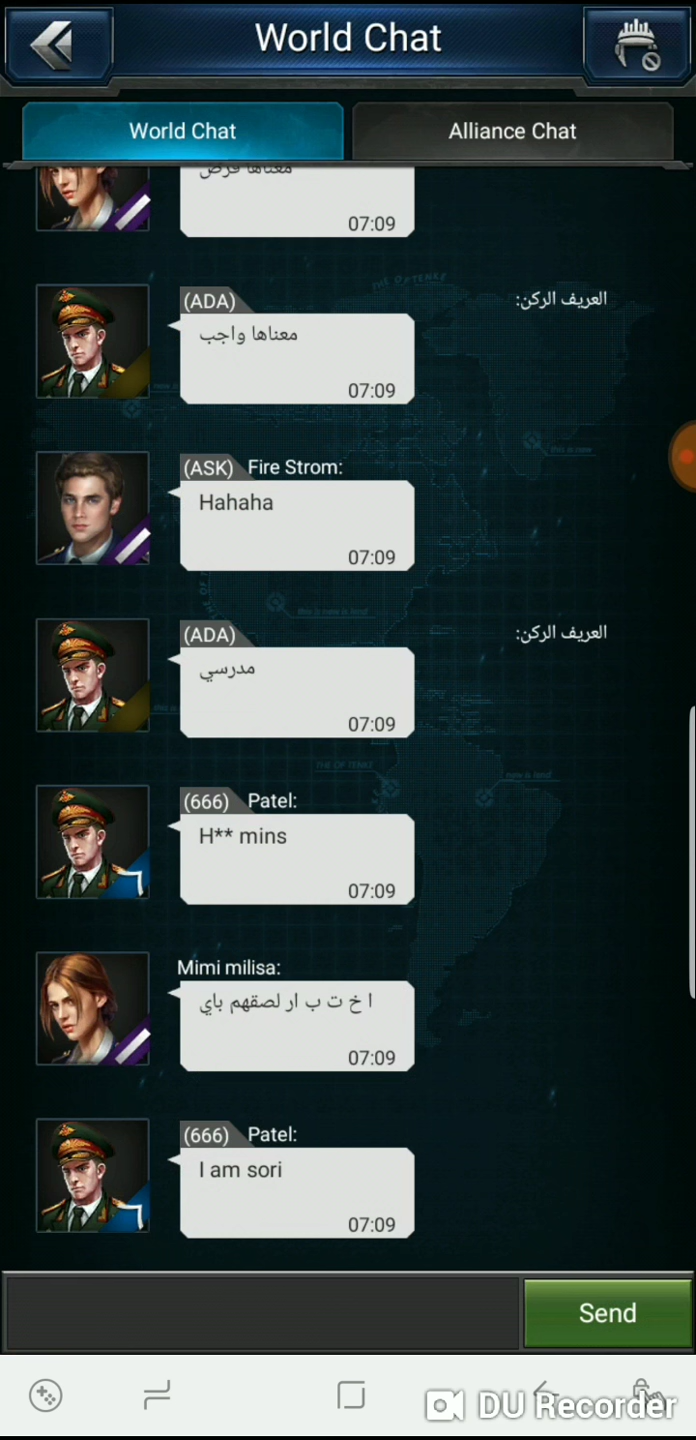 World Chat
World Chat
Alliance Chat
معناها فرض
07:09
(ADA) العريف الركن:
معناها واجب
07:09
(ASK) Fire Strom:
Hahaha
07:09
(ADA) العريف الركن:
مدرسي
07:09
(666) Patel:
H** mins
07:09
Mimi milisa:
ا خ ت ب ار لصقهم باي
07:09
(666) Patel:
I am sori
07:09
Send
DU Recorder